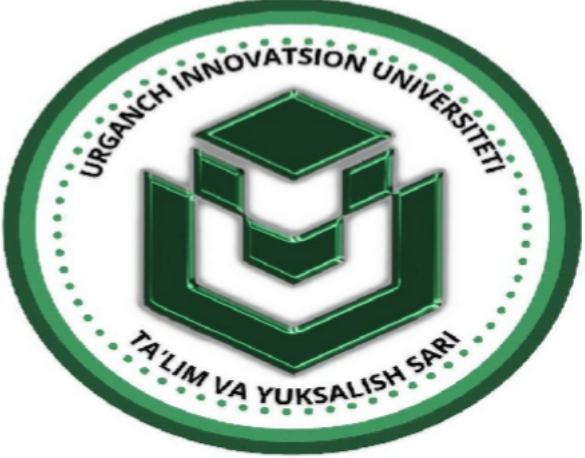 URGANCH INNOVATSION UNIVERSITETI
TA'LIM VA YUKSALISH SARI